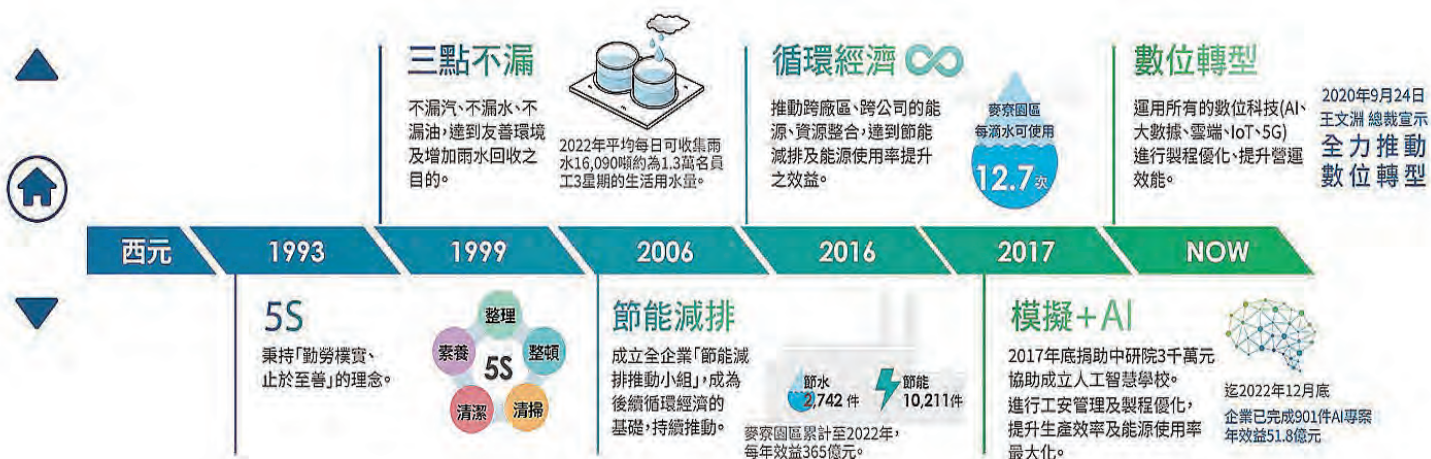 三點不漏
不漏汽、不漏水、不
漏油，達到友善環境
及增加雨水回收之
目的。
2022年平均每日可收集雨
水16,090噸約為1.3萬名員
工3星期的生活用水量。
循環經濟
推動跨廠區、跨公司的能
源、資源整合，達到節能
減排及能源使用率提升
之效益。
麥寮園區
每滴水可使用
12.7次
數位轉型
運用所有的數位科技(AI、
大數據、雲端、IoT、5G)
進行製程優化、提升營運
效能。
2020年9月24日
王文淵 總裁宣示
全力推動
數位轉型
西元
1993
1999
2006
2016
2017
NOW
5S
秉持「勤勞樸實、
止於至善」的理念。
整理
素養
5S
整頓
清潔
清掃
節能減排
成立全企業「節能減
排推動小組」，成為
後續循環經濟的
基礎，持續推動。
節水
2,742 件
節能
10,211件
麥寮園區累計至2022年，
每年效益365億元。
模擬+AI
2017年底捐助中研院3千萬元
協助成立人工智慧學校。
進行工安管理及製程優化，
提升生產效率及能源使用率
最大化。
迄2022年12月底
企業已完成901件AI專案
年效益51.8億元